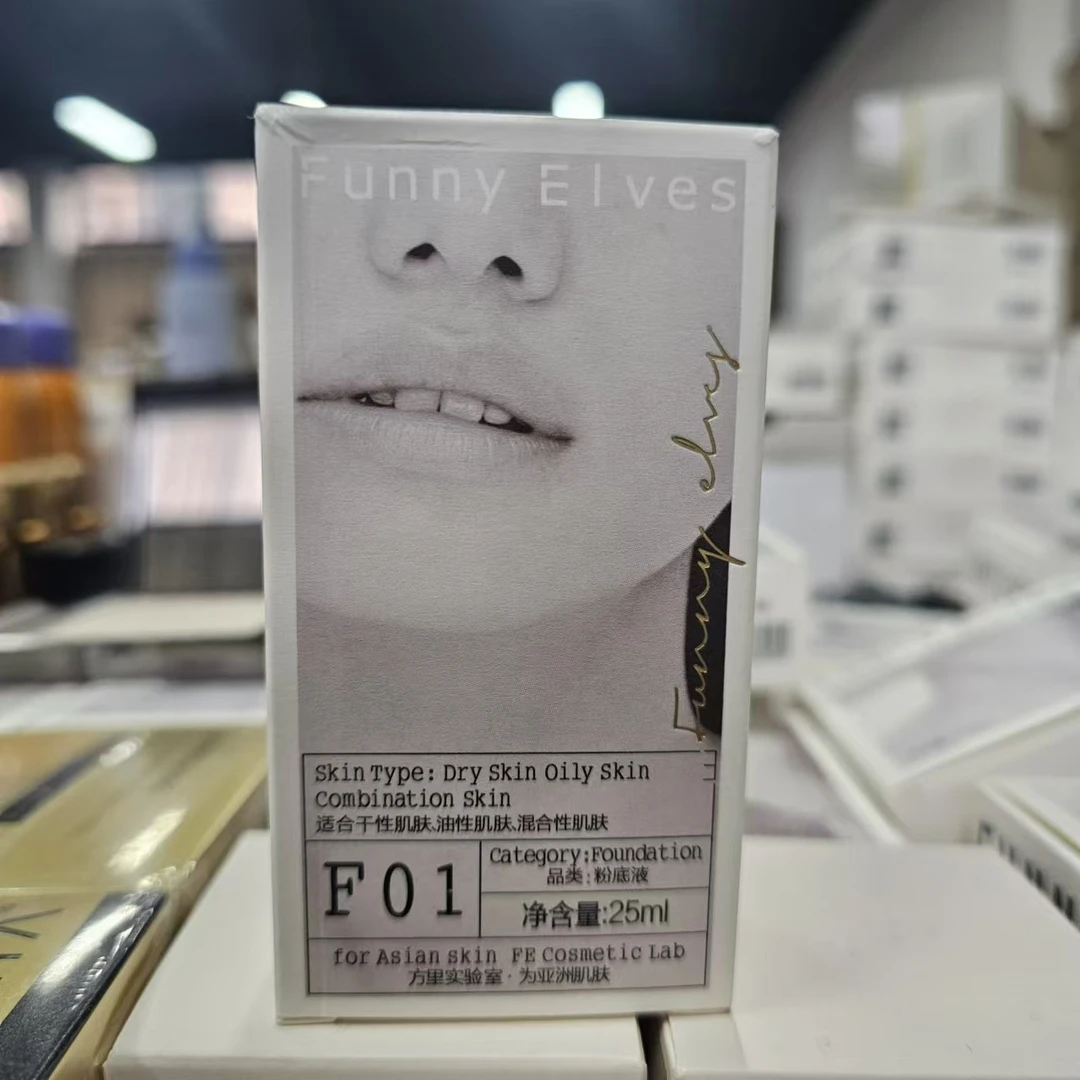 Funny Elves
Funny elves
Skin Type: Dry Skin Oily Skin
Combination Skin
适合干性肌肤、油性肌肤、混合性肌肤
F01
Category:Foundation
品类:粉底液
净含量:25ml
for Asian skin FE Cosmetic Lab
方里实验室·为亚洲肌肤